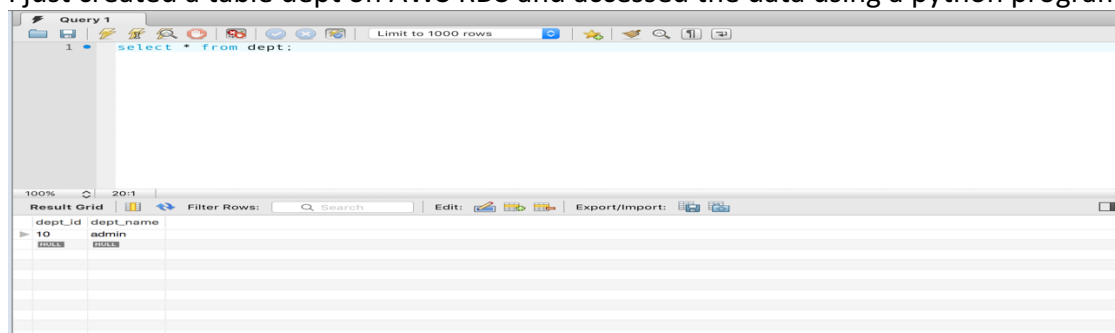 I just created a table dept on AWS RDS and accessed the data using a python program
Query 1
Limit to 1000 rows
1 select * from dept;
100% 20:1
Result Grid Filter Rows: Search Edit: Export/Import:
dept_id dept_name
10 admin
NULL NULL